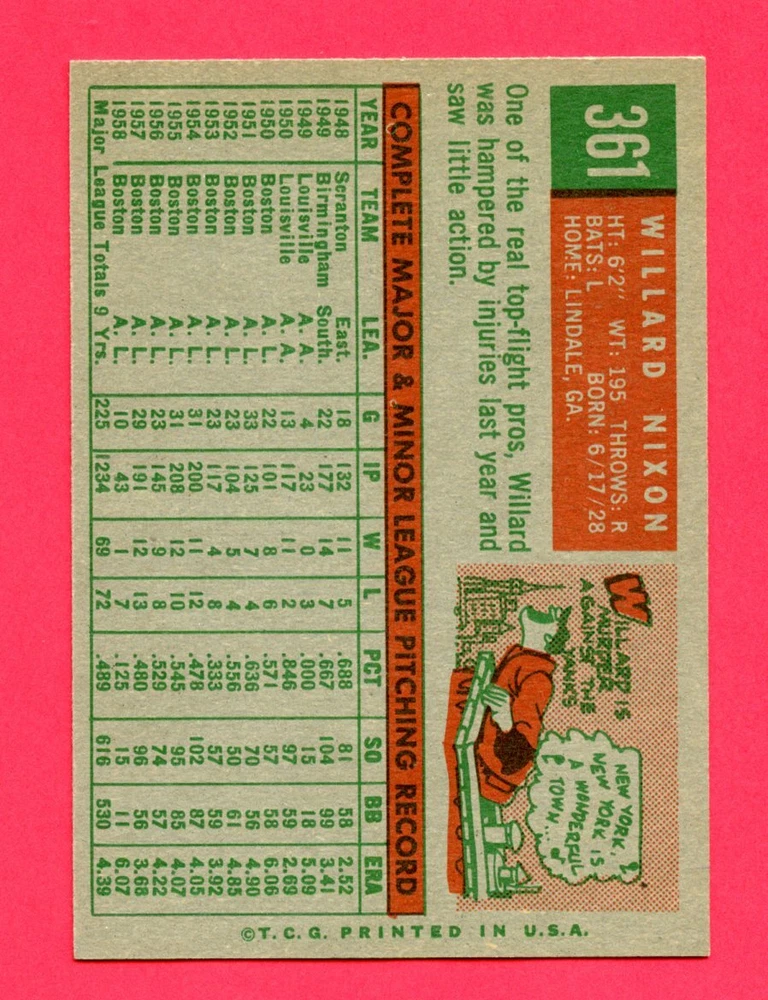 361
WILLARD NIXON
HT: 6'2" WT: 195 THROWS: R
BATS: L BORN: 6/17/28
HOME: LINDALE, GA.
One of the real top-flight pros, Willard
was hampered by injuries last year and
saw little action.
WILLARD IS
MURDER
AGAINST THE
YANKS
NEW YORK,
NEW YORK IS
A WONDERFUL
TOWN...
COMPLETE MAJOR & MINOR LEAGUE PITCHING RECORD
YEAR TEAM LEA. G IP W L PCT SO BB ERA
1948 Scranton East. 18 132 11 5 .688 81 58 2.52
1949 Birmingham South. 22 177 14 7 .667 104 99 3.41
1949 Louisville A. A. 4 23 0 3 .000 15 18 5.09
1950 Louisville A. A. 13 117 11 2 .846 97 59 2.69
1950 Boston A. L. 22 101 8 6 .571 57 58 6.06
1951 Boston A. L. 33 125 7 4 .636 70 56 4.90
1952 Boston A. L. 23 104 5 4 .556 50 61 4.85
1953 Boston A. L. 23 117 4 8 .333 57 59 3.92
1954 Boston A. L. 31 200 11 12 .478 102 87 4.05
1955 Boston A. L. 31 208 12 10 .545 95 85 4.07
1956 Boston A. L. 23 145 9 8 .529 74 57 4.22
1957 Boston A. L. 29 191 12 13 .480 96 56 3.68
1958 Boston A. L. 10 43 1 7 .125 15 11 6.07
Major League Totals 9 Yrs. 225 1234 69 72 .489 616 530 4.39
©T.C.G. PRINTED IN U.S.A.